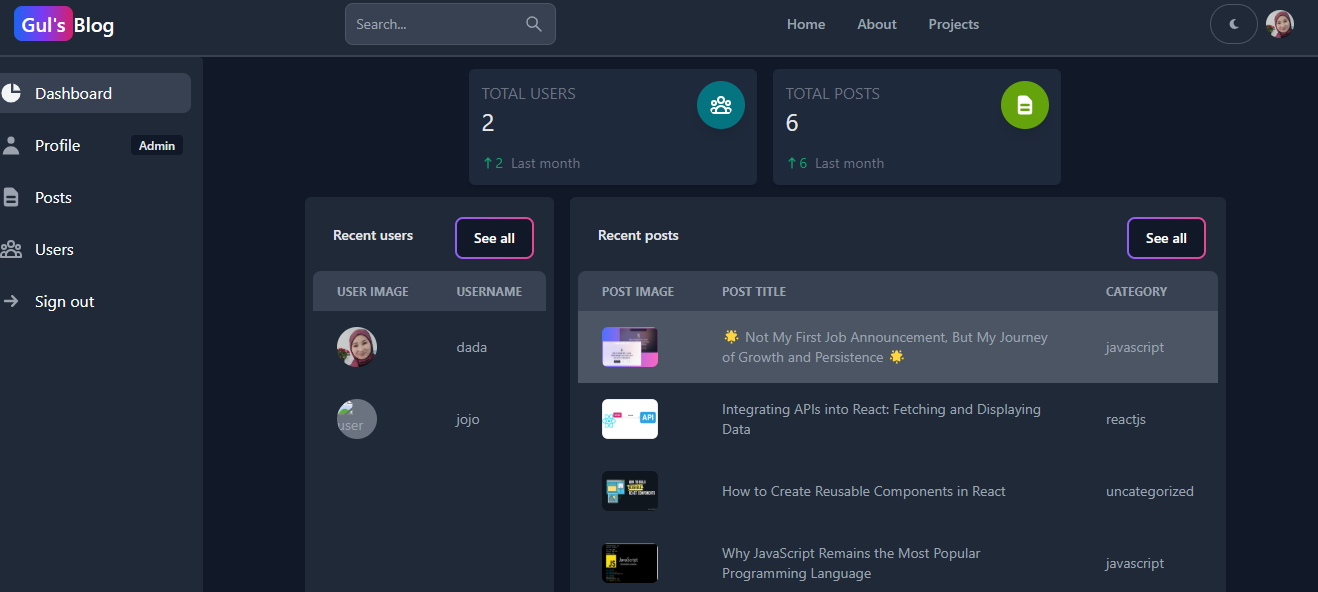 Gul's Blog
Search...
Home About Projects
Dashboard
Profile Admin
Posts
Users
Sign out
TOTAL USERS
2
2 Last month
TOTAL POSTS
6
6 Last month
Recent users See all
USER IMAGE USERNAME
dada
user jojo
Recent posts See all
POST IMAGE POST TITLE CATEGORY
🌟 Not My First Job Announcement, But My Journey
of Growth and Persistence 🌟
javascript
API
Integrating APIs into React: Fetching and Displaying
Data
reactjs
How to Create Reusable Components in React
uncategorized
JS
JavaScript
Why JavaScript Remains the Most Popular
Programming Language
javascript